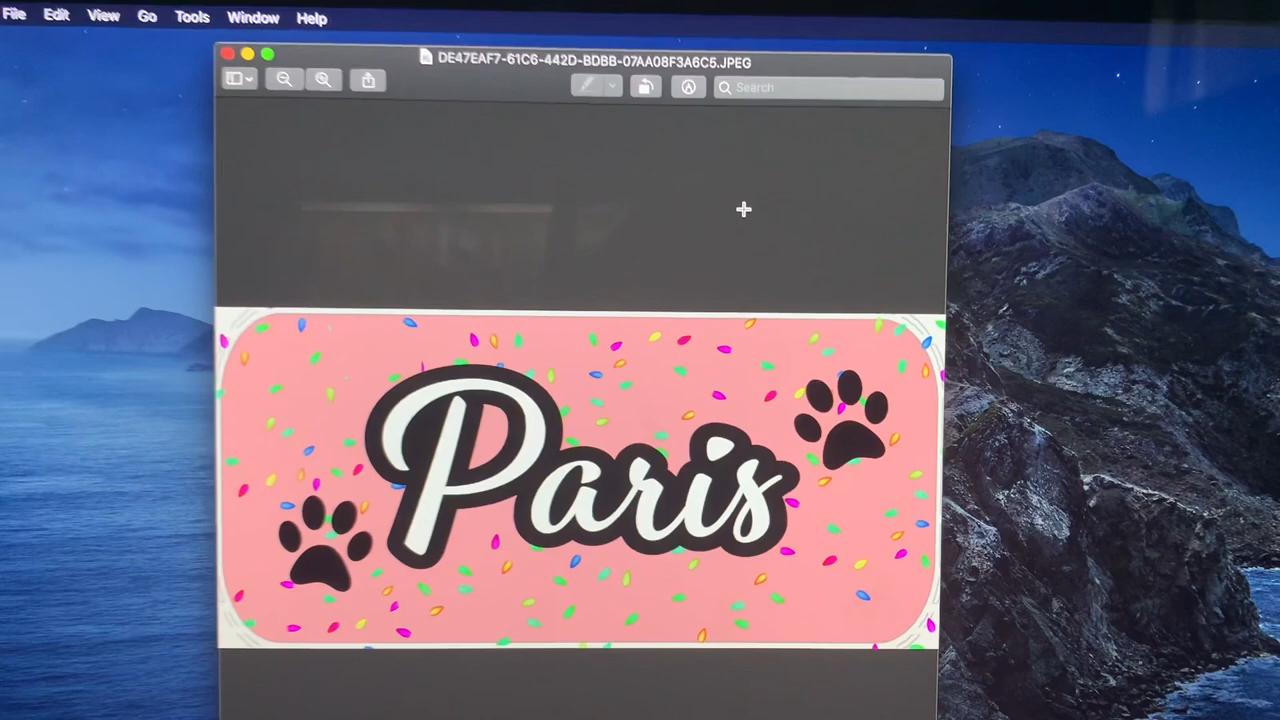 File Edit View Go Tools Window Help
DE47EAF7-61C6-442D-BDBB-07AA08F3A6C5.JPEG
Search
Paris